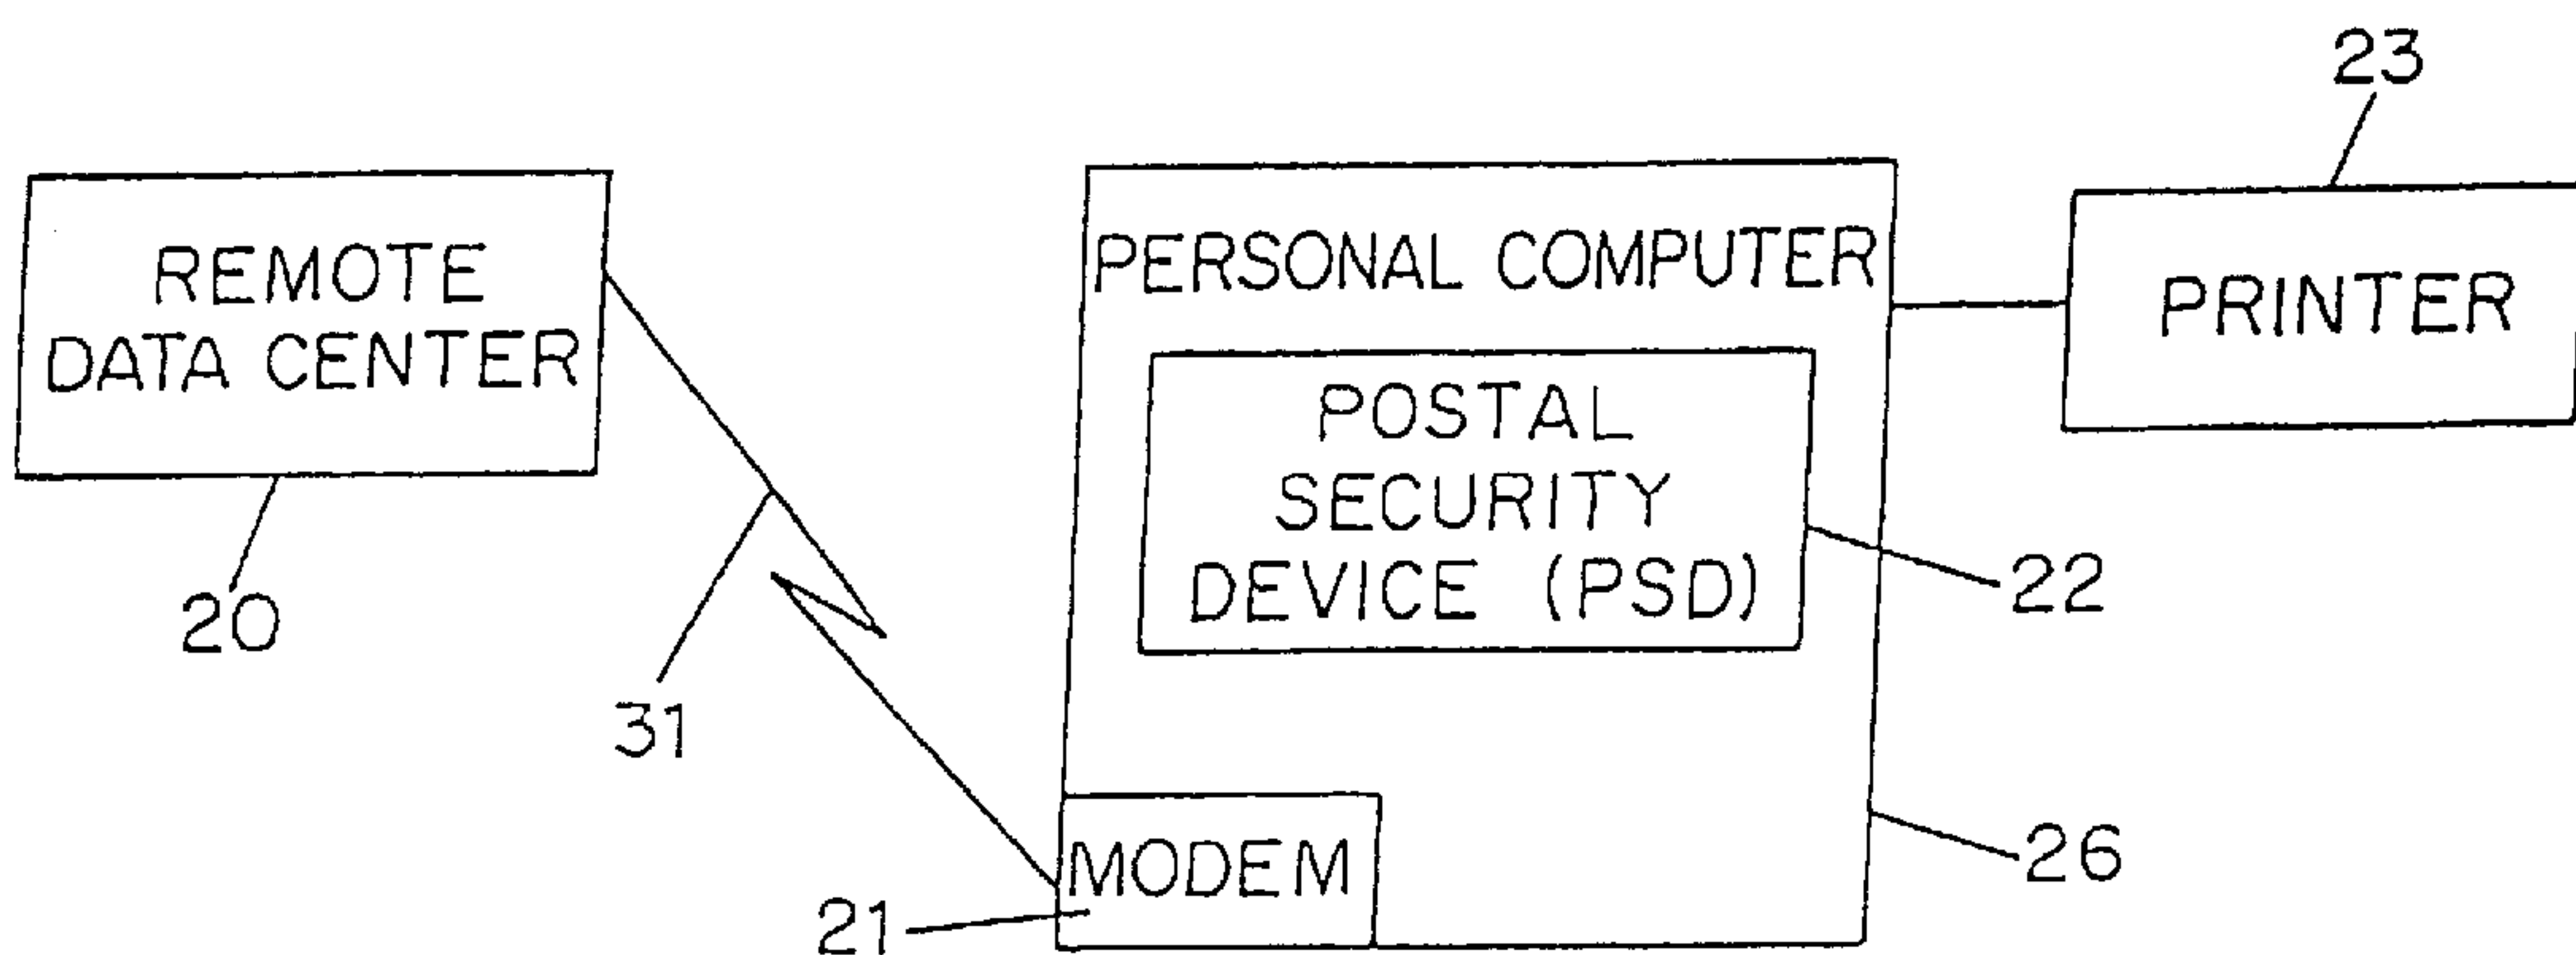 23
REMOTE
DATA CENTER
20
31
PERSONAL COMPUTER
POSTAL
SECURITY
DEVICE (PSD)
22
MODEM
21
26
PRINTER